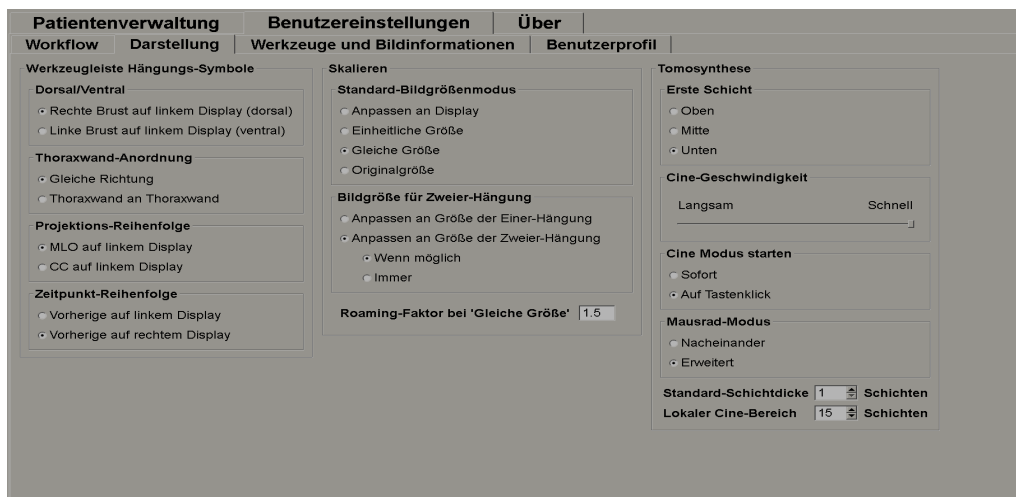 Patientenverwaltung Benutzereinstellungen Über
Workflow Darstellung Werkzeuge und Bildinformationen Benutzerprofil
Werkzeugleiste Hängungs-Symbole
Dorsal/Ventral
Rechte Brust auf linkem Display (dorsal)
Linke Brust auf linkem Display (ventral)
Thoraxwand-Anordnung
Gleiche Richtung
Thoraxwand an Thoraxwand
Projektions-Reihenfolge
MLO auf linkem Display
CC auf linkem Display
Zeitpunkt-Reihenfolge
Vorherige auf linkem Display
Vorherige auf rechtem Display
Skalieren
Standard-Bildgrößenmodus
Anpassen an Display
Einheitliche Größe
Gleiche Größe
Originalgröße
Bildgröße für Zweier-Hängung
Anpassen an Größe der Einer-Hängung
Anpassen an Größe der Zweier-Hängung
Wenn möglich
Immer
Roaming-Faktor bei 'Gleiche Größe' 1.5
Tomosynthese
Erste Schicht
Oben
Mitte
Unten
Cine-Geschwindigkeit
Langsam Schnell
Cine Modus starten
Sofort
Auf Tastenklick
Mausrad-Modus
Nacheinander
Erweitert
Standard-Schichtdicke 1 Schichten
Lokaler Cine-Bereich 15 Schichten